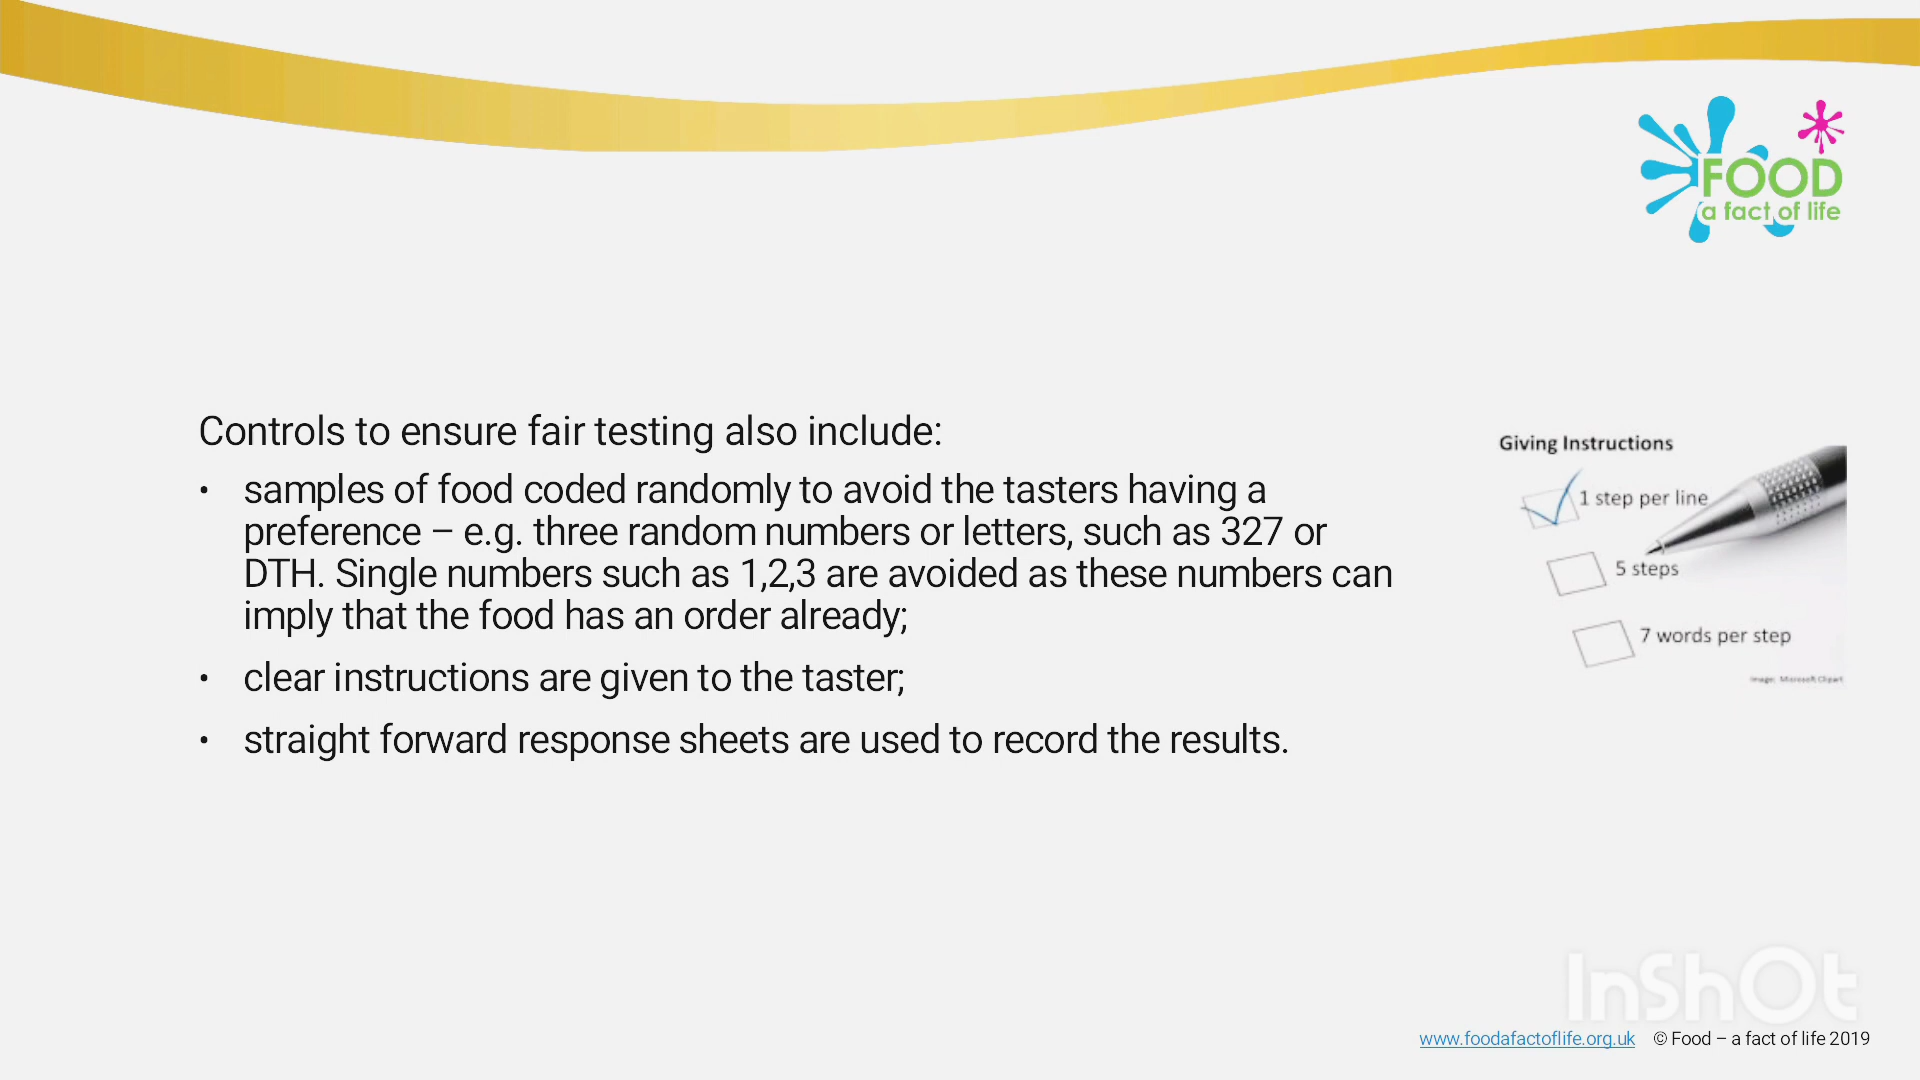 FOOD
a fact of life
Controls to ensure fair testing also include:
• samples of food coded randomly to avoid the tasters having a
preference – e.g. three random numbers or letters, such as 327 or
DTH. Single numbers such as 1,2,3 are avoided as these numbers can
imply that the food has an order already;
• clear instructions are given to the taster;
• straight forward response sheets are used to record the results.
Giving Instructions
1 step per line
5 steps
7 words per step
Image: Microsoft Clipart
InShOt
www.foodafactoflife.org.uk © Food – a fact of life 2019